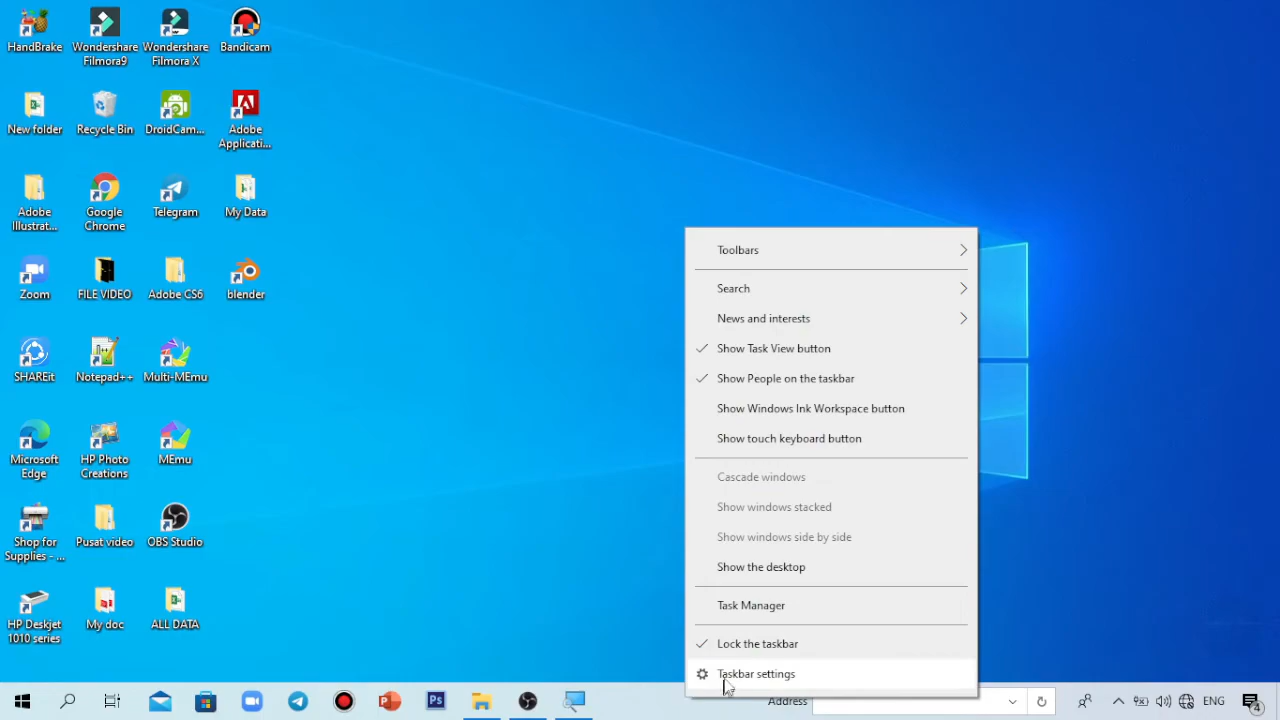 HandBrake
Wondershare
Filmora9
Wondershare
Filmora X
Bandicam
New folder
Recycle Bin
DroidCam...
Adobe
Applicati...
Adobe
Illustrat...
Google
Chrome
Telegram
My Data
Zoom
FILE VIDEO
Adobe CS6
blender
SHAREit
Notepad++
Multi-MEmu
Microsoft
Edge
HP Photo
Creations
MEmu
Shop for
Supplies - ...
Pusat video
OBS Studio
HP Deskjet
1010 series
My doc
ALL DATA
Toolbars
Search
News and interests
Show Task View button
Show People on the taskbar
Show Windows Ink Workspace button
Show touch keyboard button
Cascade windows
Show windows stacked
Show windows side by side
Show the desktop
Task Manager
Lock the taskbar
Taskbar settings
Ps
Address
ENG
4